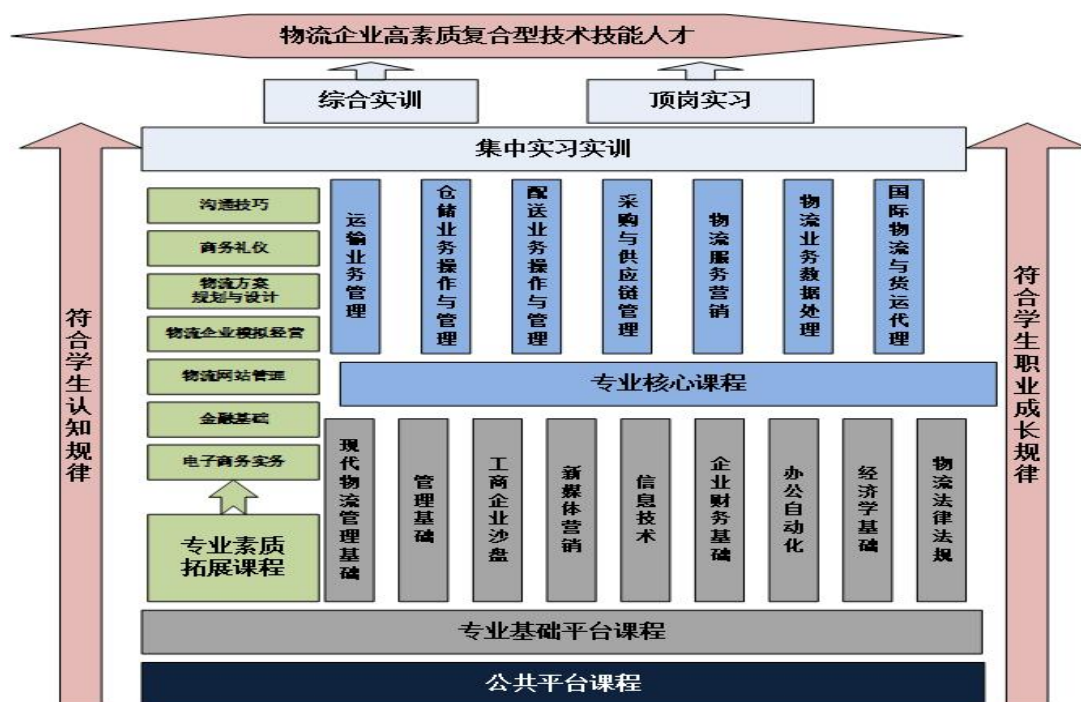 物流企业高素质复合型技术技能人才
综合实训
顶岗实习
集中实习实训
符合学生认知规律
沟通技巧
商务礼仪
物流方案
规划与设计
物流企业模拟经营
物流网站管理
金融基础
电子商务实务
专业素质
拓展课程
运输业务管理
仓储业务操作与管理
配送业务操作与管理
采购与供应链管理
物流服务营销
物流业务数据处理
国际物流与货运代理
专业核心课程
现代物流管理基础
管理基础
工商企业沙盘
新媒体营销
信息技术
企业财务基础
办公自动化
经济学基础
物流法律法规
专业基础平台课程
公共平台课程
符合学生职业成长规律